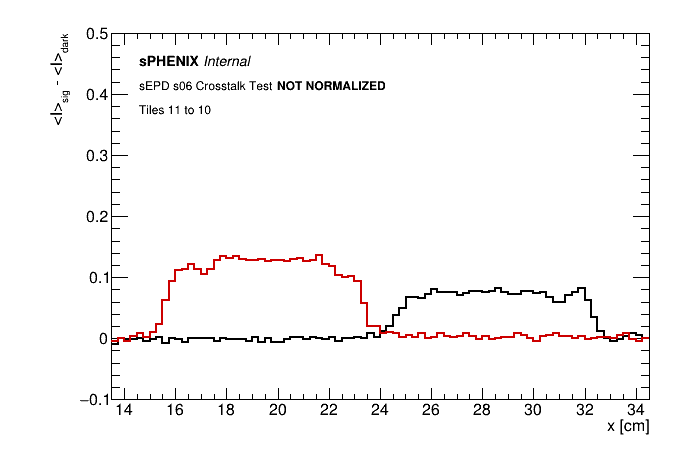 0.5
sPHENIX Internal
<I>sig - <I>dark
sEPD s06 Crosstalk Test NOT NORMALIZED
0.4
Tiles 11 to 10
0.3
0.2
0.1
0
−0.1
14 16 18 20 22 24 26 28 30 32 34
x [cm]